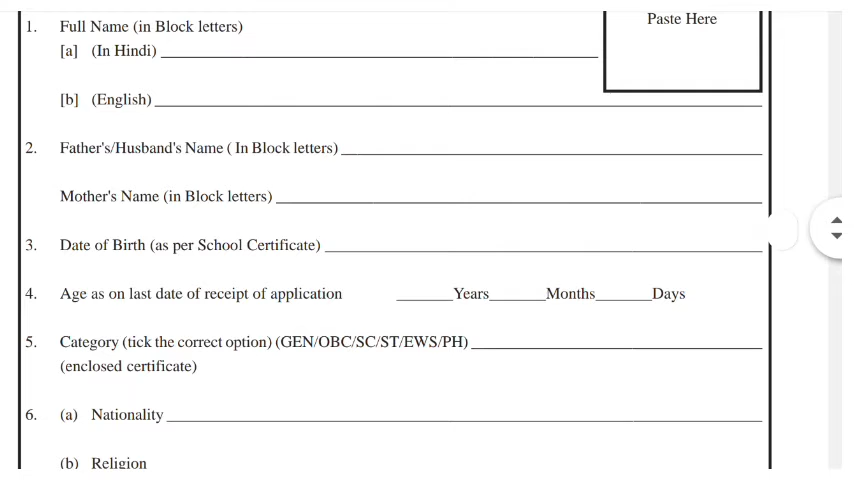 Paste Here
1. Full Name (in Block letters)
[a] (In Hindi)
[b] (English)
2. Father's/Husband's Name ( In Block letters)
Mother's Name (in Block letters)
3. Date of Birth (as per School Certificate)
4. Age as on last date of receipt of application _______Years_______Months_______Days
5. Category (tick the correct option) (GEN/OBC/SC/ST/EWS/PH)
(enclosed certificate)
6. (a) Nationality
(b) Religion